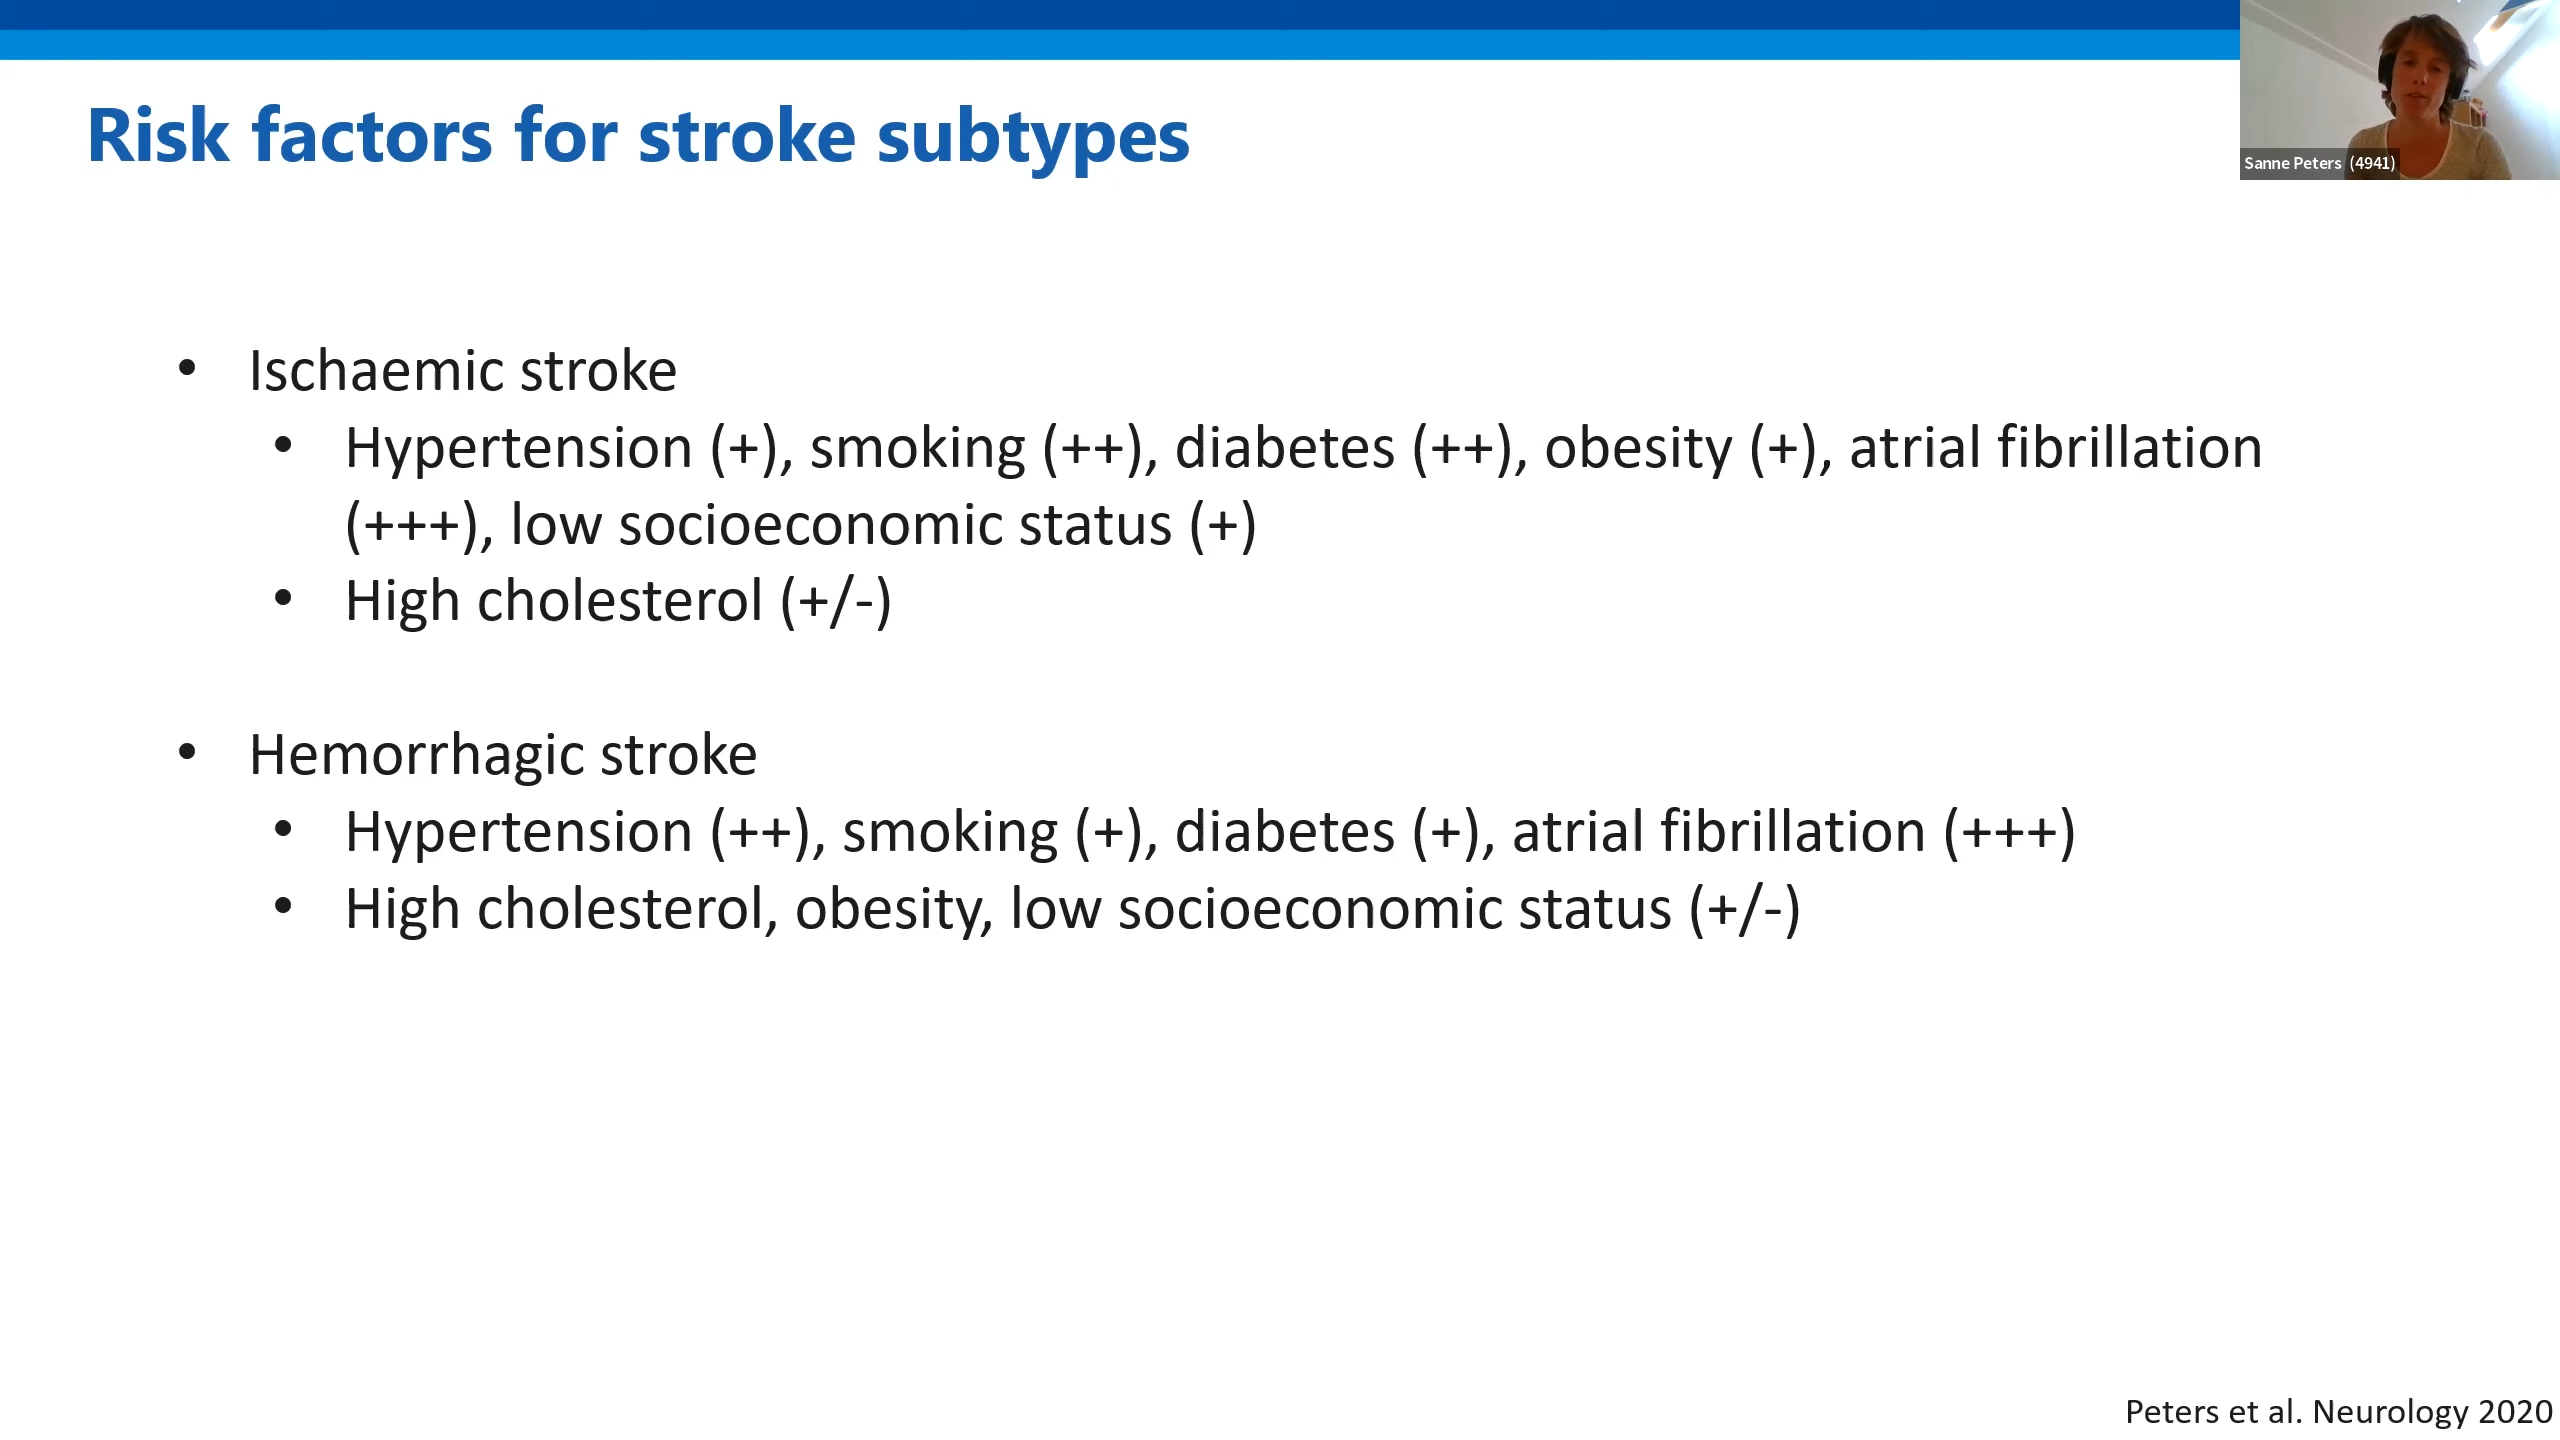 Risk factors for stroke subtypes
Sanne Peters (4941)
• Ischaemic stroke
• Hypertension (+), smoking (++), diabetes (++), obesity (+), atrial fibrillation
(+++), low socioeconomic status (+)
• High cholesterol (+/-)
• Hemorrhagic stroke
• Hypertension (++), smoking (+), diabetes (+), atrial fibrillation (+++)
• High cholesterol, obesity, low socioeconomic status (+/-)
Peters et al. Neurology 2020